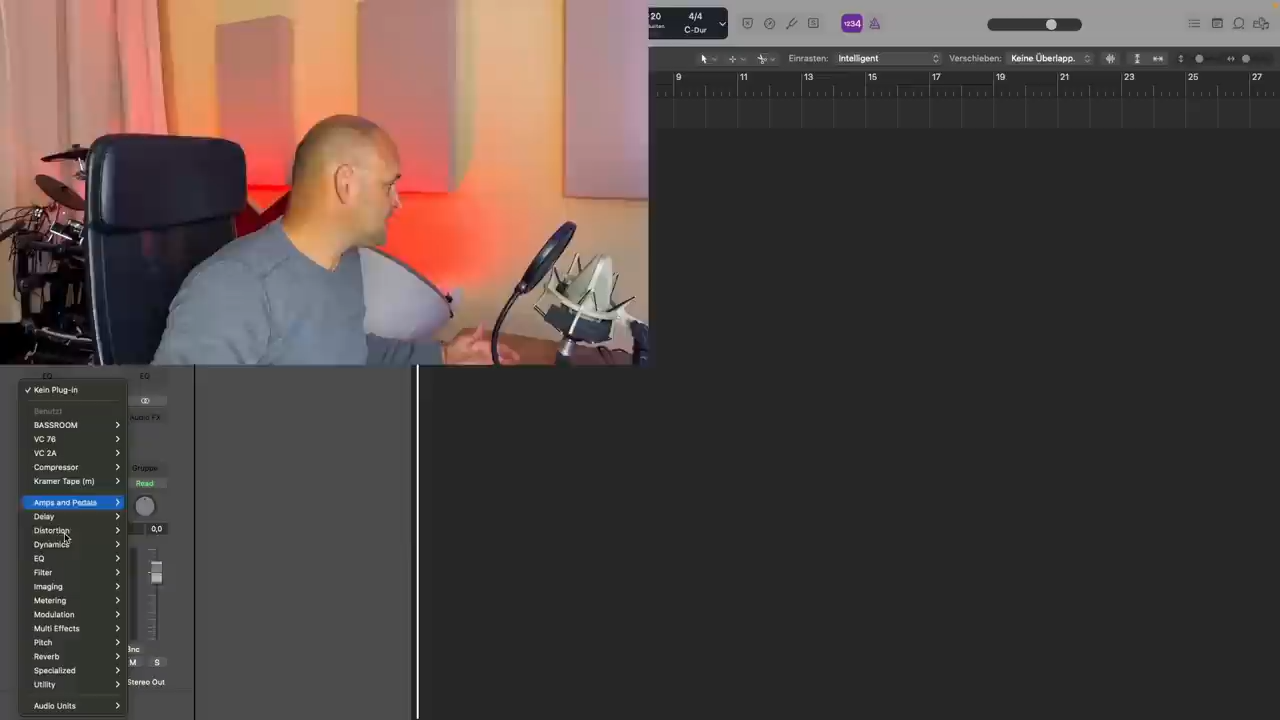 20 4/4
C-Dur
1234
Einrasten: Intelligent Verschieben: Keine Überlapp.
9 11 13 15 17 19 21 23 25 27
EQ EQ
Kein Plug-in
Benutzt
BASSROOM
VC 76
VC 2A
Compressor
Kramer Tape (m)
Amps and Pedals
Delay
Distortion
Dynamics
EQ
Filter
Imaging
Metering
Modulation
Multi Effects
Pitch
Reverb
Specialized
Utility
Audio Units
Audio FX
Gruppe
Read
0,0
Bnc
M S
Stereo Out